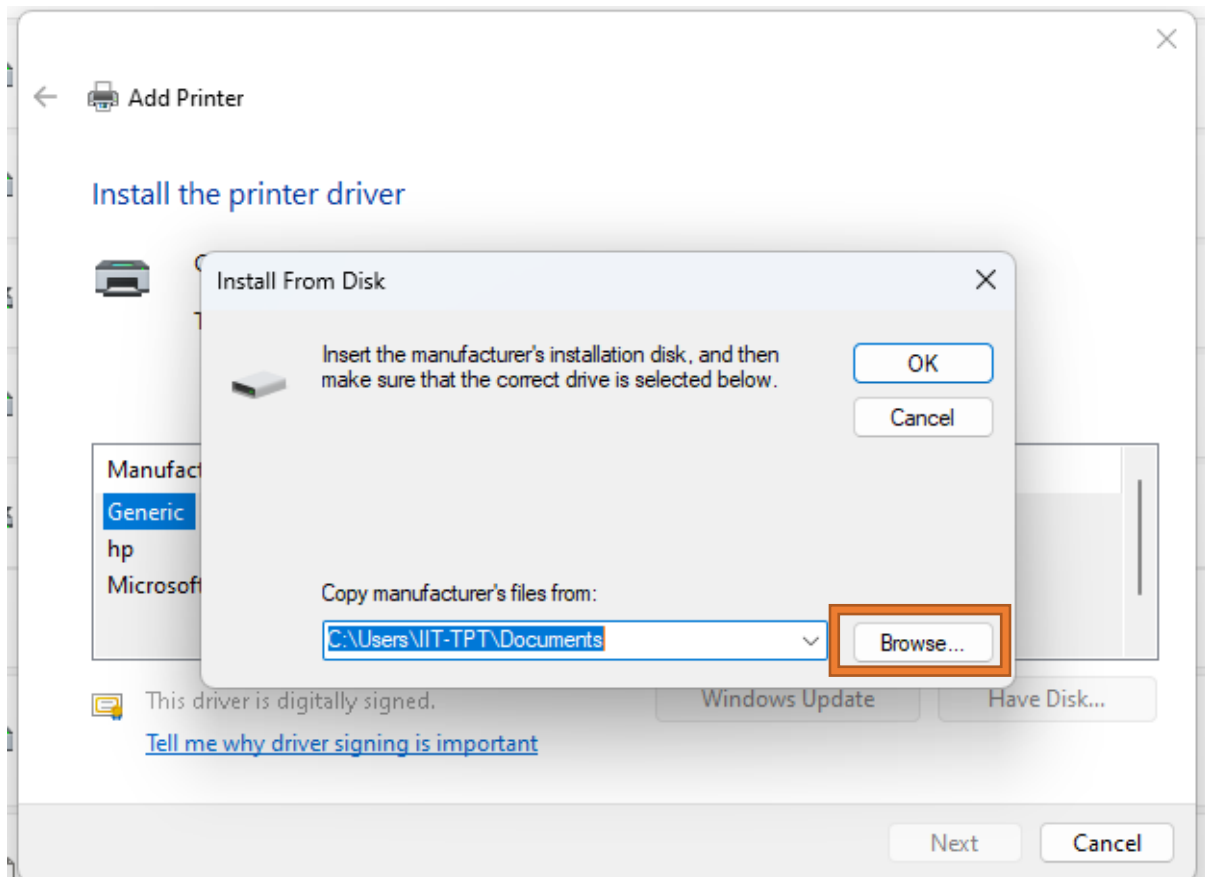 Add Printer
Install the printer driver
Install From Disk
Insert the manufacturer's installation disk, and then
make sure that the correct drive is selected below.
OK
Cancel
Generic
hp
Microsoft
Copy manufacturer's files from:
C:\Users\IIT-TPT\Documents
Browse...
This driver is digitally signed.
Windows Update
Have Disk...
Tell me why driver signing is important
Next
Cancel